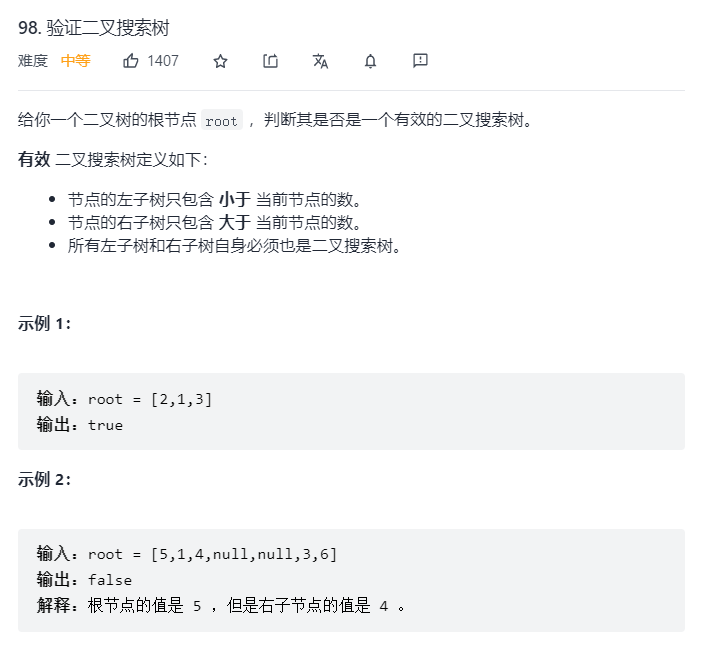 98. 验证二叉搜索树
难度 中等 1407
给你一个二叉树的根节点 root ，判断其是否是一个有效的二叉搜索树。
有效 二叉搜索树定义如下：
节点的左子树只包含 小于 当前节点的数。
节点的右子树只包含 大于 当前节点的数。
所有左子树和右子树自身必须也是二叉搜索树。
示例 1：
输入：root = [2,1,3]
输出：true
示例 2：
输入：root = [5,1,4,null,null,3,6]
输出：false
解释：根节点的值是 5 ，但是右子节点的值是 4 。